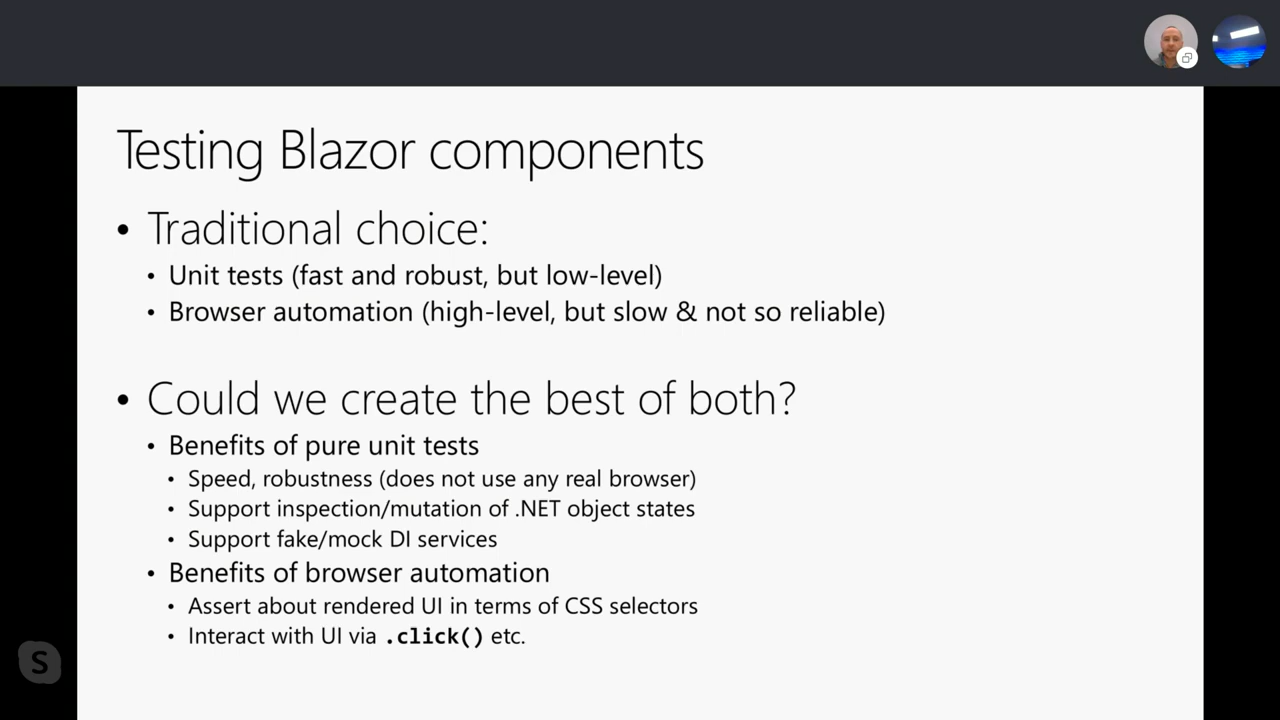 Testing Blazor components
• Traditional choice:
• Unit tests (fast and robust, but low-level)
• Browser automation (high-level, but slow & not so reliable)
• Could we create the best of both?
• Benefits of pure unit tests
• Speed, robustness (does not use any real browser)
• Support inspection/mutation of .NET object states
• Support fake/mock DI services
• Benefits of browser automation
• Assert about rendered UI in terms of CSS selectors
• Interact with UI via .click() etc.
S